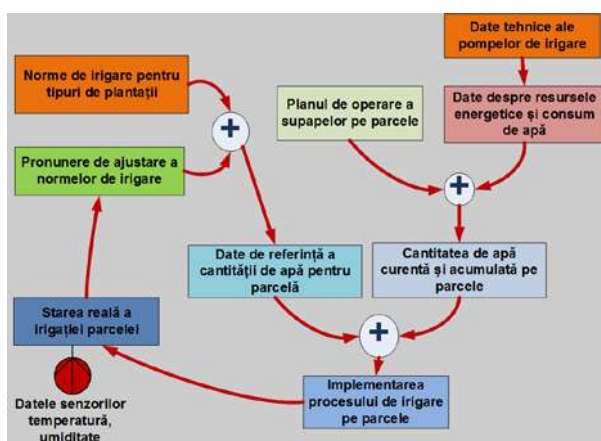 Date tehnice ale
pompelor de irigare
Norme de irigare pentru
tipuri de plantații
Planul de operare a
supapelor pe parcele
Date despre resursele
energetice și consum
de apă
+
Pronunere de ajustare a
normelor de irigare
+
Date de referință a
cantității de apă pentru
parcelă
Cantitatea de apă
curentă și acumulată pe
parcele
Starea reală a
irigației parcelei
+
Implementarea
procesului de irigare
pe parcele
Datele senzorilor
temperatură,
umiditate